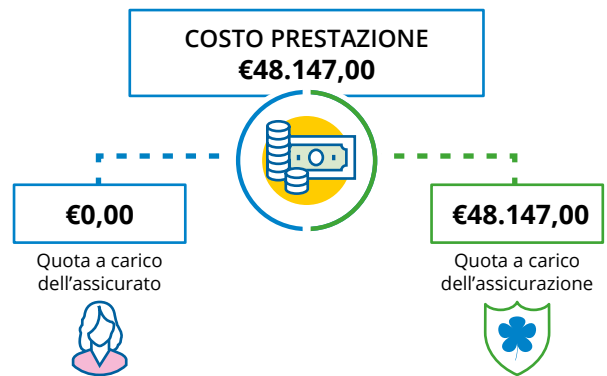 COSTO PRESTAZIONE
€48.147,00
€0,00
Quota a carico
dell'assicurato
€48.147,00
Quota a carico
dell'assicurazione